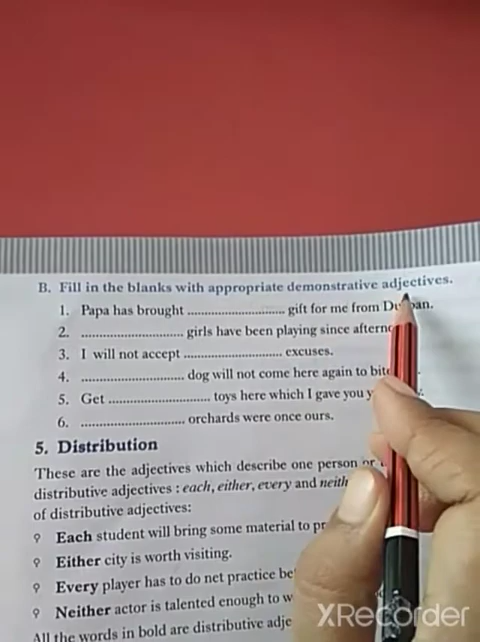 B. Fill in the blanks with appropriate demonstrative adjectives.
1. Papa has brought .............................. gift for me from
2. .............................. girls have been playing since
3. I will not accept .............................. excuses.
4. .............................. dog will not come here again to bite
5. Get .............................. toys here which I gave you
6. .............................. orchards were once ours.
5. Distribution
These are the adjectives which describe one person or
distributive adjectives : each, either, every and
of distributive adjectives:
Each student will bring some material to
Either city is worth visiting.
Every player has to do net practice
Neither actor is talented enough to
All the words in bold are distributive
XRecorder